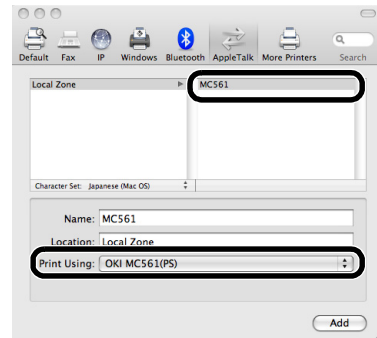 Default Fax IP Windows Bluetooth AppleTalk More Printers Search
Local Zone MC561
Character Set: Japanese (Mac OS)
Name: MC561
Location: Local Zone
Print Using: OKI MC561(PS)
Add